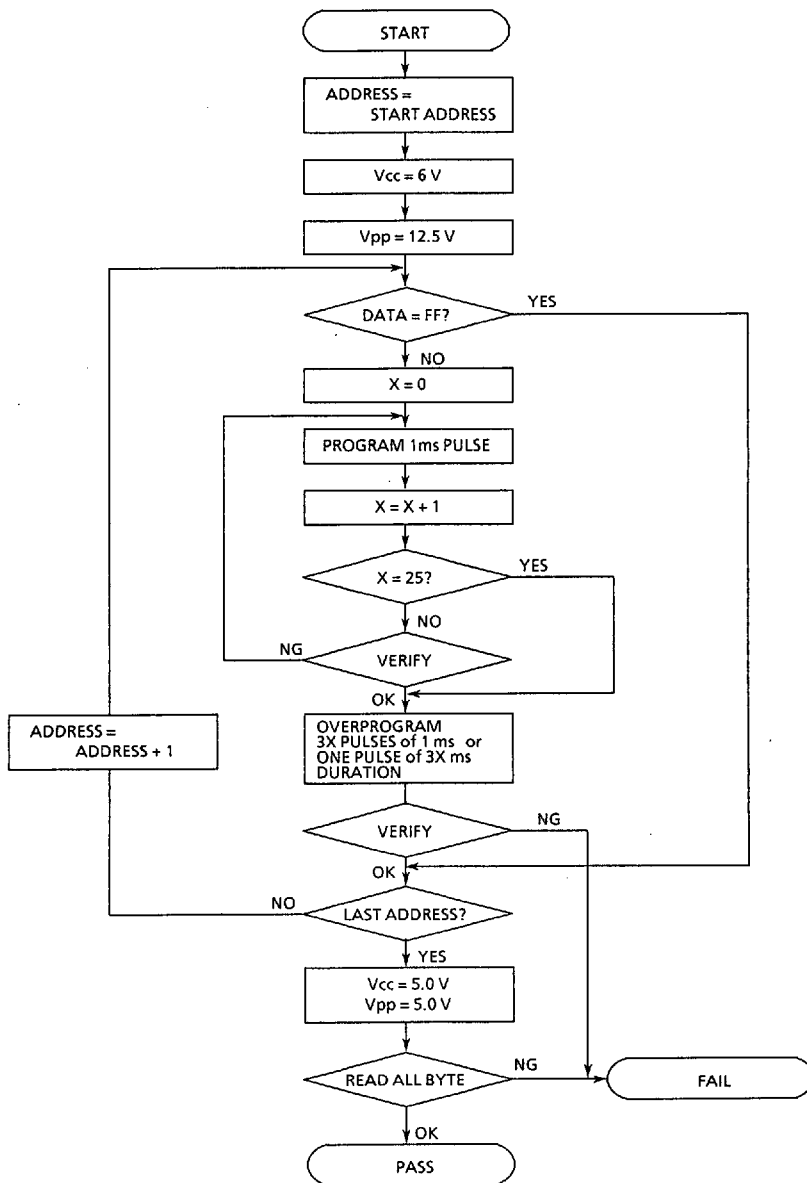 START
ADDRESS =
START ADDRESS
Vcc = 6 V
Vpp = 12.5 V
DATA = FF?
YES
NO
X = 0
PROGRAM 1ms PULSE
X = X + 1
X = 25?
YES
NO
NG
VERIFY
OK
ADDRESS =
ADDRESS + 1
OVERPROGRAM
3X PULSES of 1 ms or
ONE PULSE of 3X ms
DURATION
VERIFY
NG
OK
NO
LAST ADDRESS?
YES
Vcc = 5.0 V
Vpp = 5.0 V
READ ALL BYTE
NG
FAIL
OK
PASS